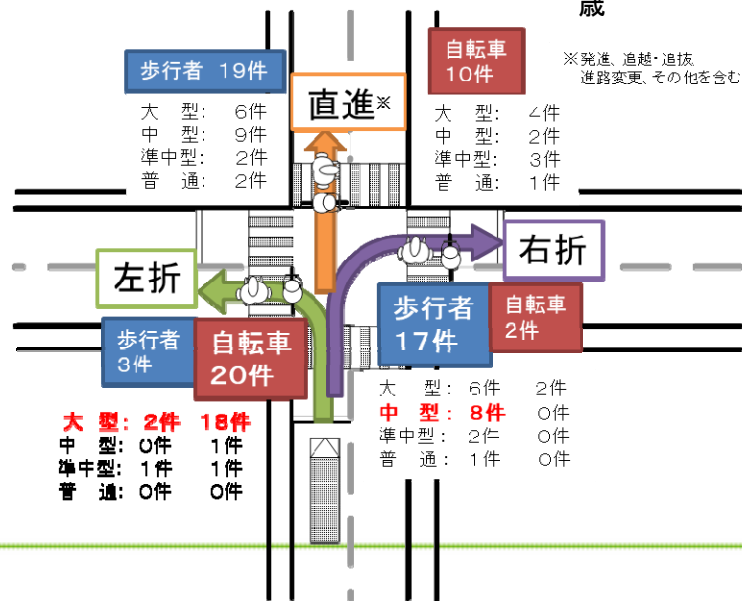 歳
※発進、追越・追抜
進路変更、その他を含む
歩行者 19件
大 型: 6件
中 型: 9件
準中型: 2件
普 通: 2件
直進※
自転車
10件
大 型: 4件
中 型: 2件
準中型: 3件
普 通: 1件
左折
右折
歩行者
3件
自転車
20件
大 型: 2件 18件
中 型: 0件 1件
準中型: 1件 1件
普 通: 0件 0件
歩行者
17件
自転車
2件
大 型: 6件 2件
中 型: 8件 0件
準中型: 2件 0件
普 通: 1件 0件